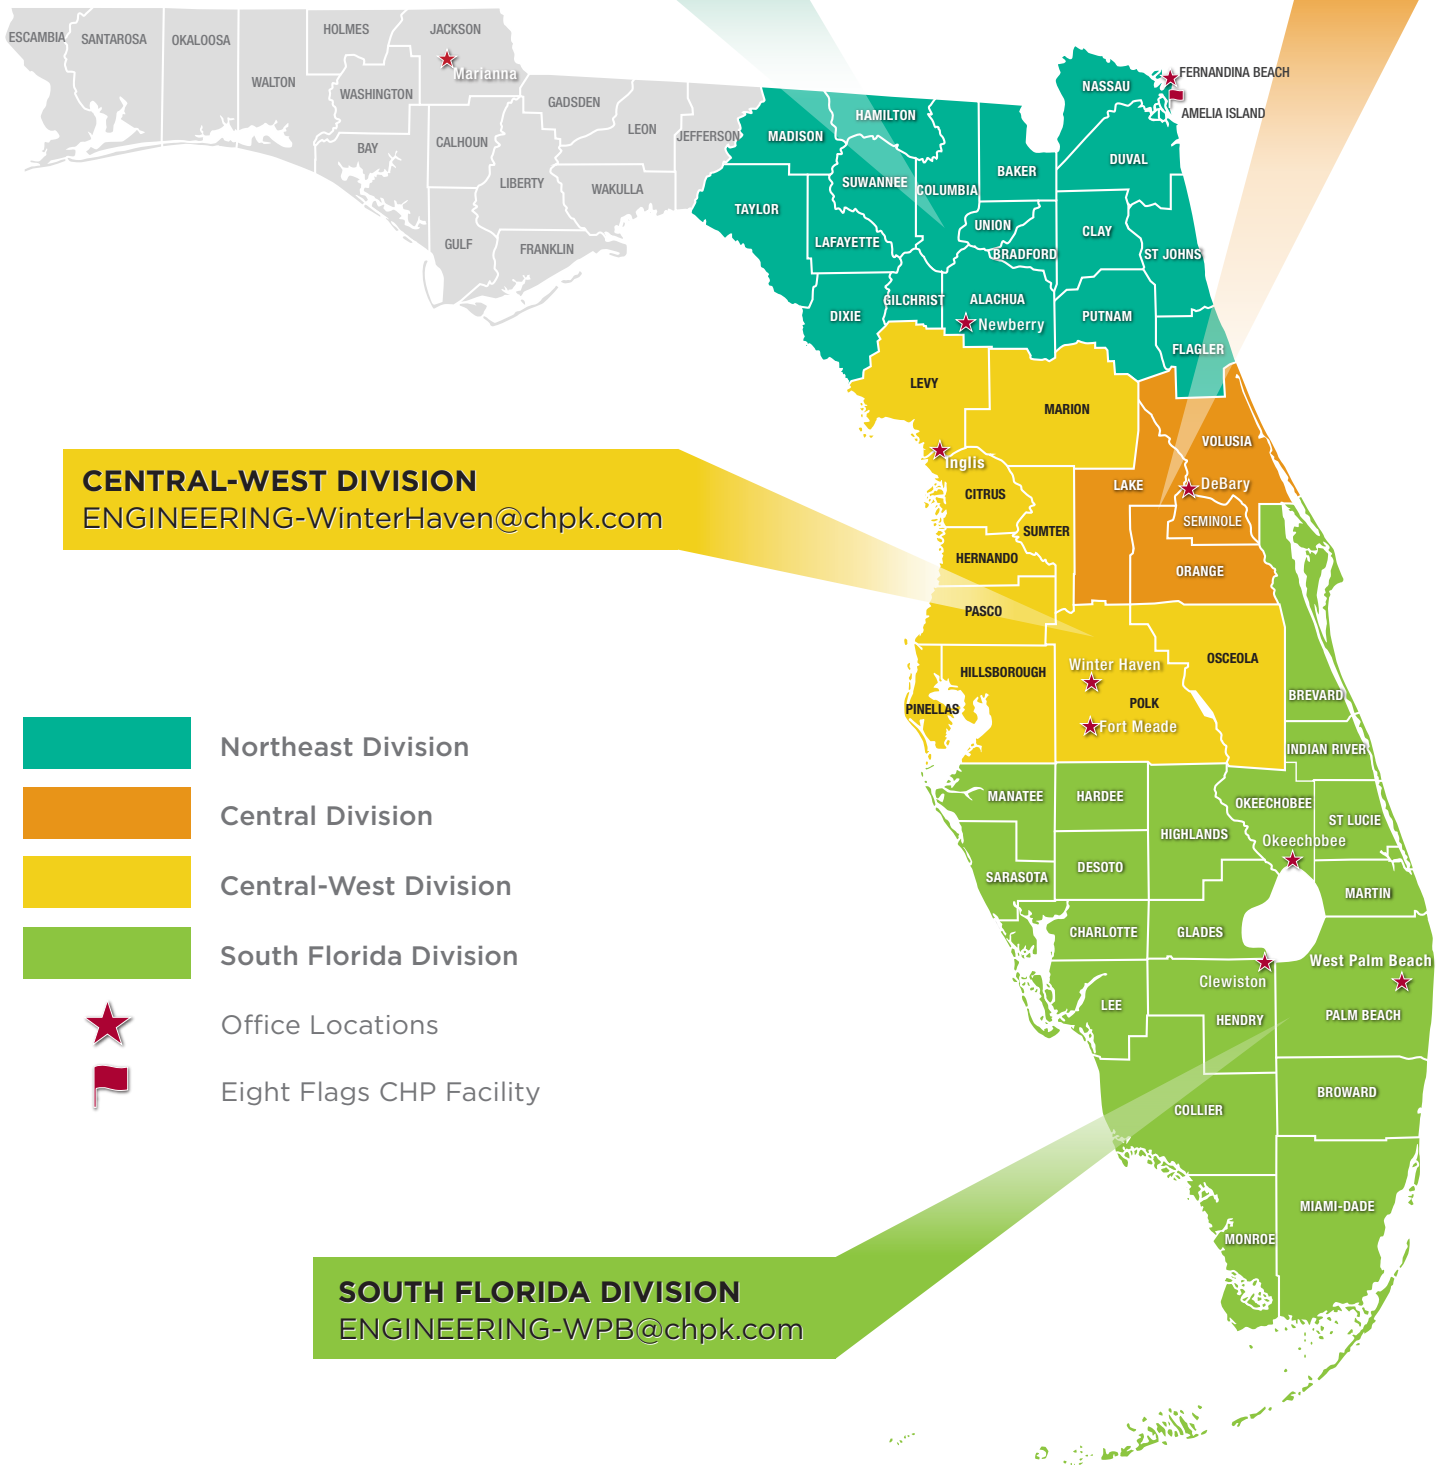 ESCAMBIA
SANTAROSA
OKALOOSA
HOLMES
JACKSON
Marianna
WALTON
WASHINGTON
BAY
CALHOUN
GADSDEN
LEON
JEFFERSON
LIBERTY
WAKULLA
GULF
FRANKLIN
NASSAU
FERNANDINA BEACH
AMELIA ISLAND
MADISON
HAMILTON
SUWANNEE
COLUMBIA
BAKER
DUVAL
TAYLOR
LAFAYETTE
UNION
BRADFORD
CLAY
ST JOHNS
DIXIE
GILCHRIST
ALACHUA
Newberry
PUTNAM
FLAGLER
LEVY
MARION
VOLUSIA
Inglis
CITRUS
LAKE
DeBary
SEMINOLE
SUMTER
HERNANDO
ORANGE
PASCO
CENTRAL-WEST DIVISION
ENGINEERING-WinterHaven@chpk.com
HILLSBOROUGH
Winter Haven
OSCEOLA
PINELLAS
POLK
Fort Meade
BREVARD
INDIAN RIVER
MANATEE
HARDEE
OKEECHOBEE
ST LUCIE
HIGHLANDS
Okeechobee
SARASOTA
DESOTO
MARTIN
CHARLOTTE
GLADES
West Palm Beach
Clewiston
LEE
HENDRY
PALM BEACH
COLLIER
BROWARD
MIAMI-DADE
MONROE
Northeast Division
Central Division
Central-West Division
South Florida Division
Office Locations
Eight Flags CHP Facility
SOUTH FLORIDA DIVISION
ENGINEERING-WPB@chpk.com